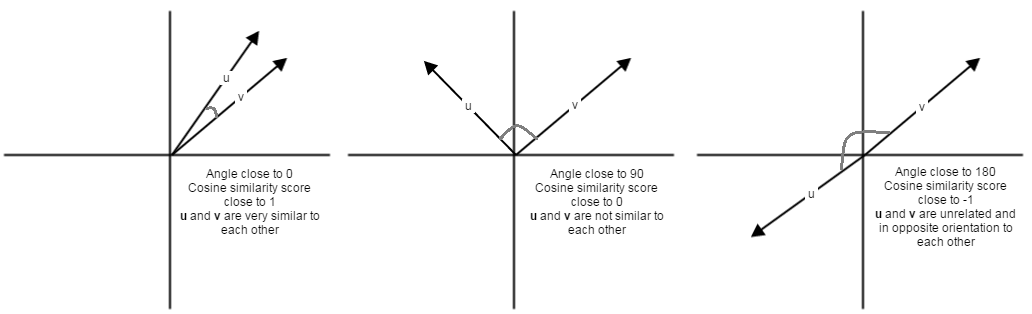 u
v
Angle close to 0
Cosine similarity score
close to 1
u and v are very similar to
each other
u
v
Angle close to 90
Cosine similarity score
close to 0
u and v are not similar to
each other
v
u
Angle close to 180
Cosine similarity score
close to -1
u and v are unrelated and
in opposite orientation to
each other